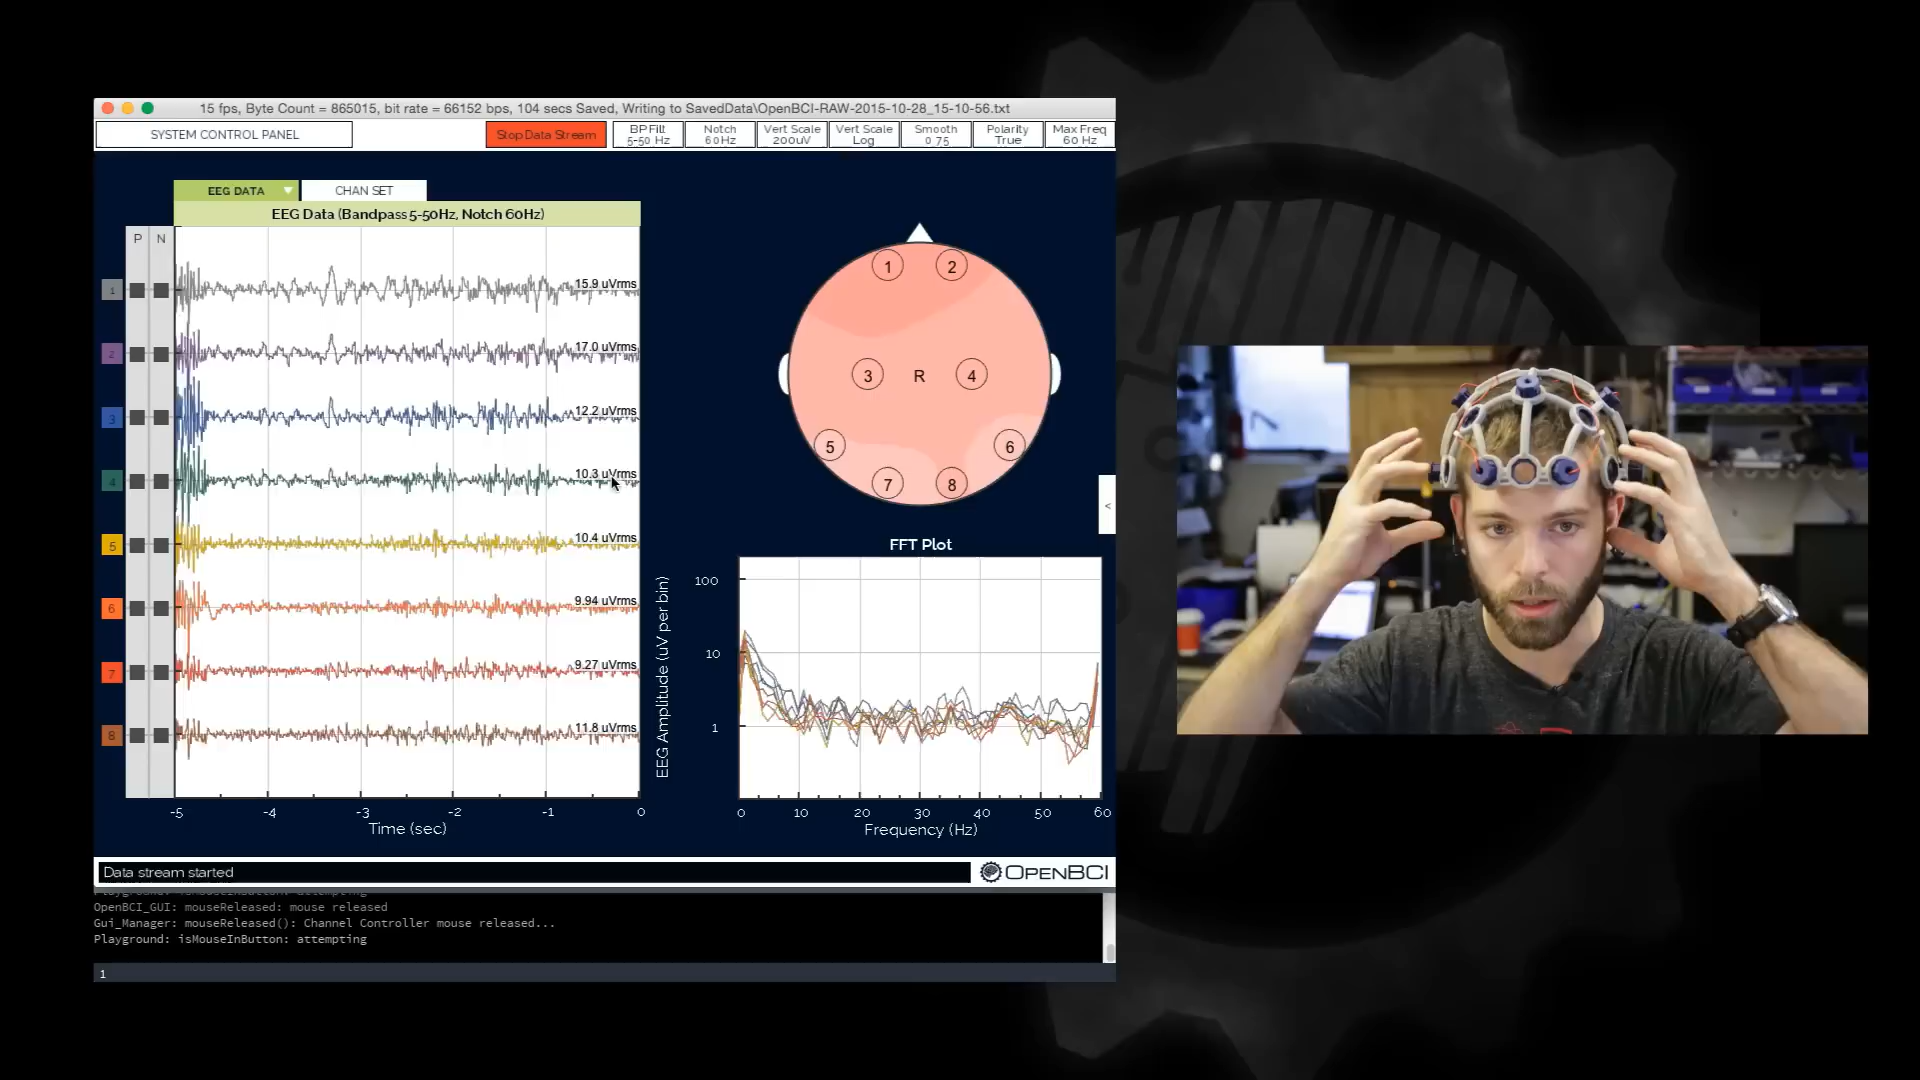 15 fps, Byte Count = 865015, bit rate = 66152 bps, 104 secs Saved, Writing to SavedData\OpenBCI-RAW-2015-10-28_15-10-56.txt
SYSTEM CONTROL PANEL
Stop Data Stream
BP Filt
5-50 Hz
Notch
60Hz
Vert Scale
200uV
Vert Scale
Log
Smooth
0.75
Polarity
True
Max Freq
60 Hz
EEG DATA
CHAN SET
EEG Data (Bandpass 5-50Hz, Notch 60Hz)
P N
1
15.9 uVrms
2
17.0 uVrms
3
12.2 uVrms
4
10.3 uVrms
5
10.4 uVrms
6
9.94 uVrms
7
9.27 uVrms
8
11.8 uVrms
-5 -4 -3 -2 -1 0
Time (sec)
1 2
3 R 4
5 6
7 8
<
FFT Plot
EEG Amplitude (uV per bin)
100
10
1
0 10 20 30 40 50 60
Frequency (Hz)
Data stream started
OPENBCI
Playground: isMouseInButton: attempting
OpenBCI_GUI: mouseReleased: mouse released
Gui_Manager: mouseReleased(): Channel Controller mouse released...
Playground: isMouseInButton: attempting
1